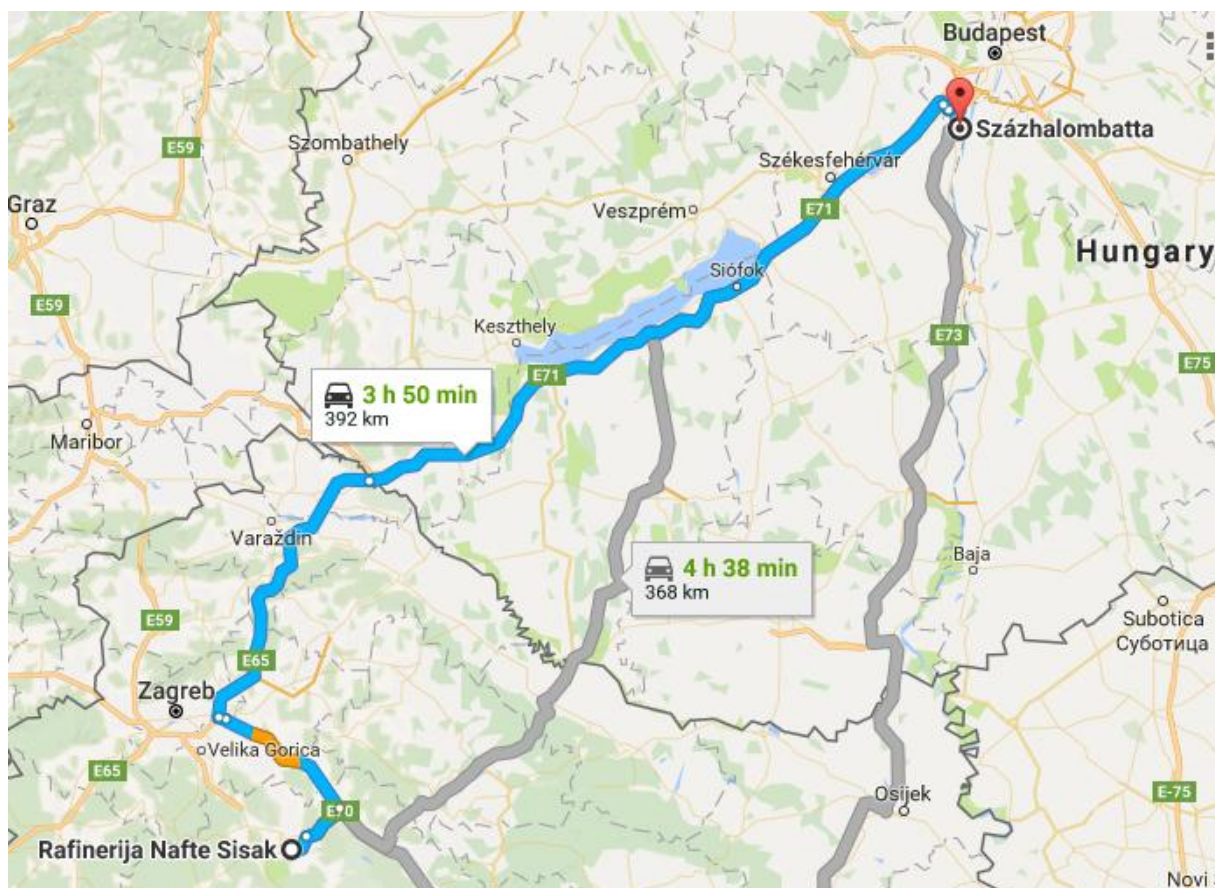 Budapest
Százhalombatta
Szombathely
E59
Székesfehérvár
Graz
Veszprém
E71
Hungary
Siófok
E59
Keszthely
E73
E75
E71
3 h 50 min
392 km
Maribor
Varaždin
Baja
4 h 38 min
368 km
Subotica
Суботица
E59
E65
Zagreb
Velika Gorica
E65
E-75
Osijek
E70
Rafinerija Nafte Sisak
Novi